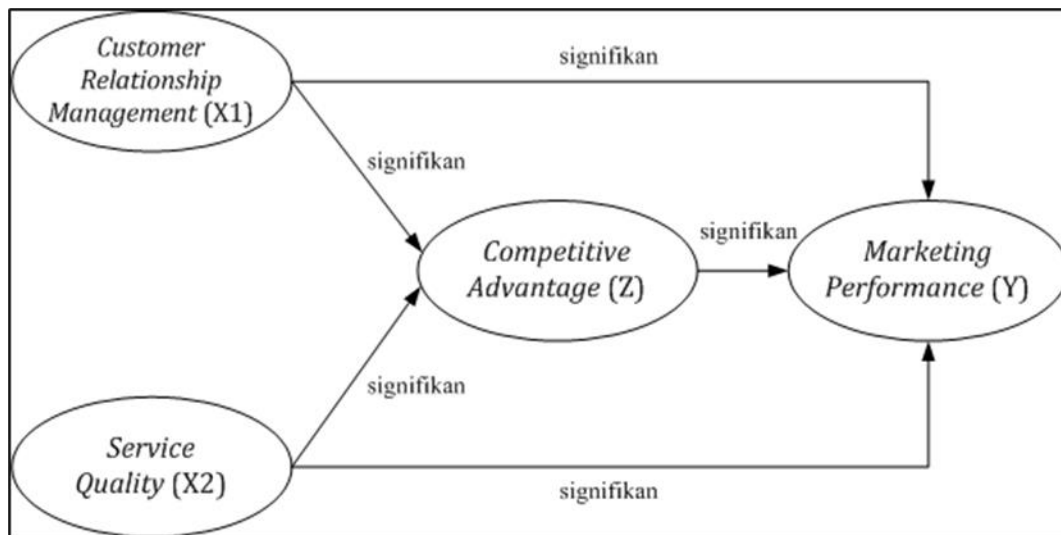 Customer
Relationship
Management (X1)
signifikan
signifikan
Competitive
Advantage (Z)
signifikan
Marketing
Performance (Y)
signifikan
Service
Quality (X2)
signifikan